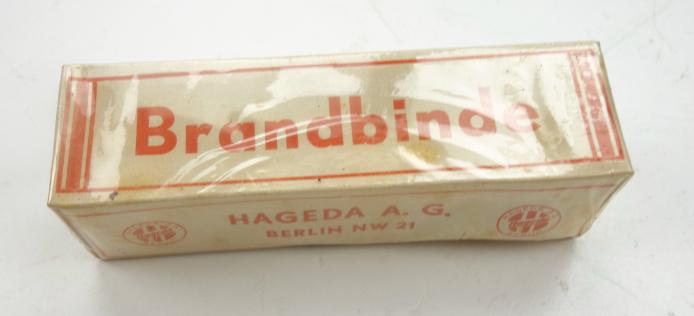 Brandbinde
HAGEDA A. G.
BERLIN NW 21